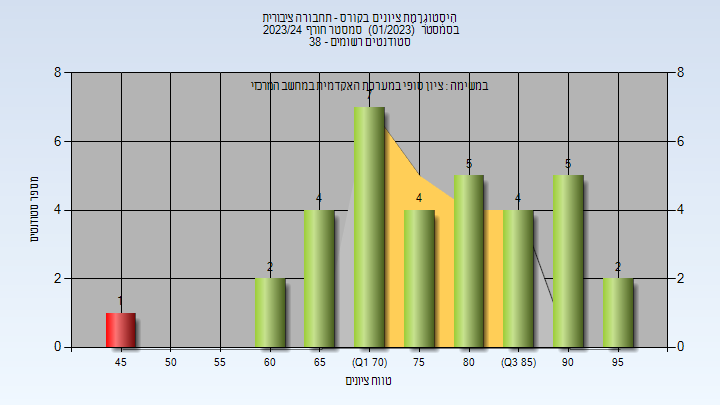 היסטוגרמת ציונים בקורס - תחבורה ציבורית
בסמסטר (01/2023) סמסטר חורף 2023/24
סטודנטים רשומים - 38
במשימה : ציון סופי במערכת האקדמית במחשב המרכזי
8 8
6 6
4 4
2 2
0 0
1 2 4 7 4 5 4 5 2
מספר סטודנטים
45 50 55 60 65 (Q1 70) 75 80 (Q3 85) 90 95
טווח ציונים